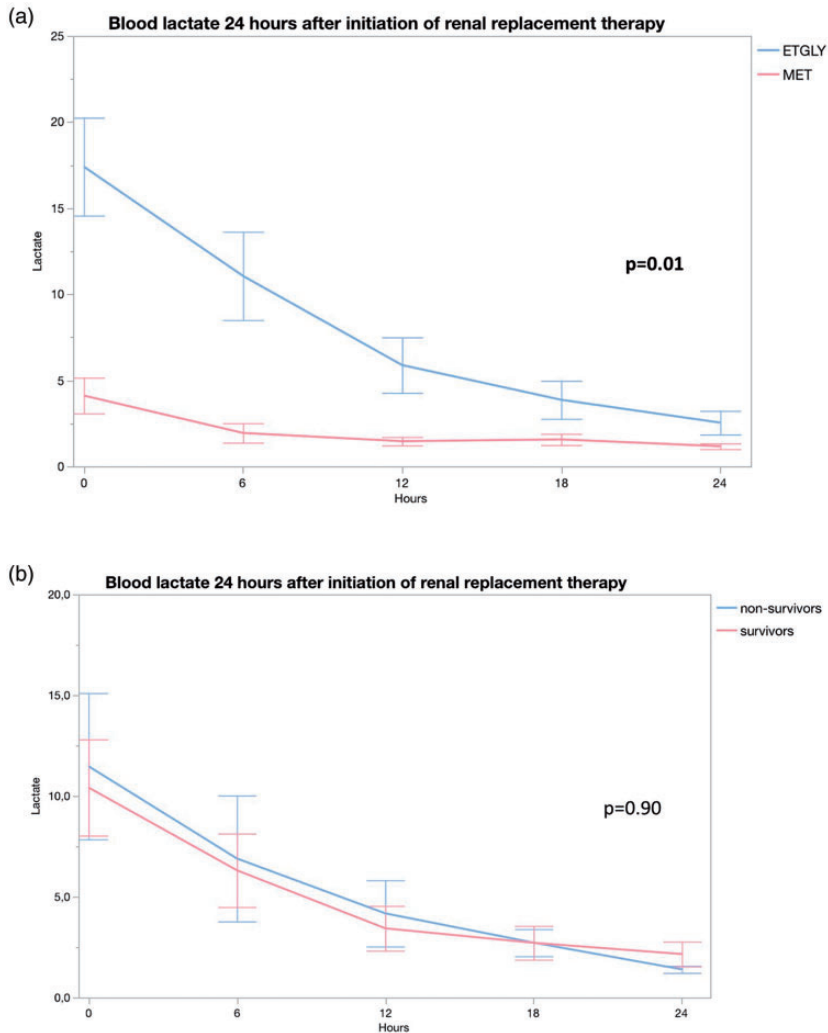 (a)
Blood lactate 24 hours after initiation of renal replacement therapy
25
20
15
10
5
0
Lactate
0 6 12 18 24
Hours
ETGLY
MET
p=0.01
(b)
Blood lactate 24 hours after initiation of renal replacement therapy
20,0
15,0
10,0
5,0
0,0
Lactate
0 6 12 18 24
Hours
non-survivors
survivors
p=0.90